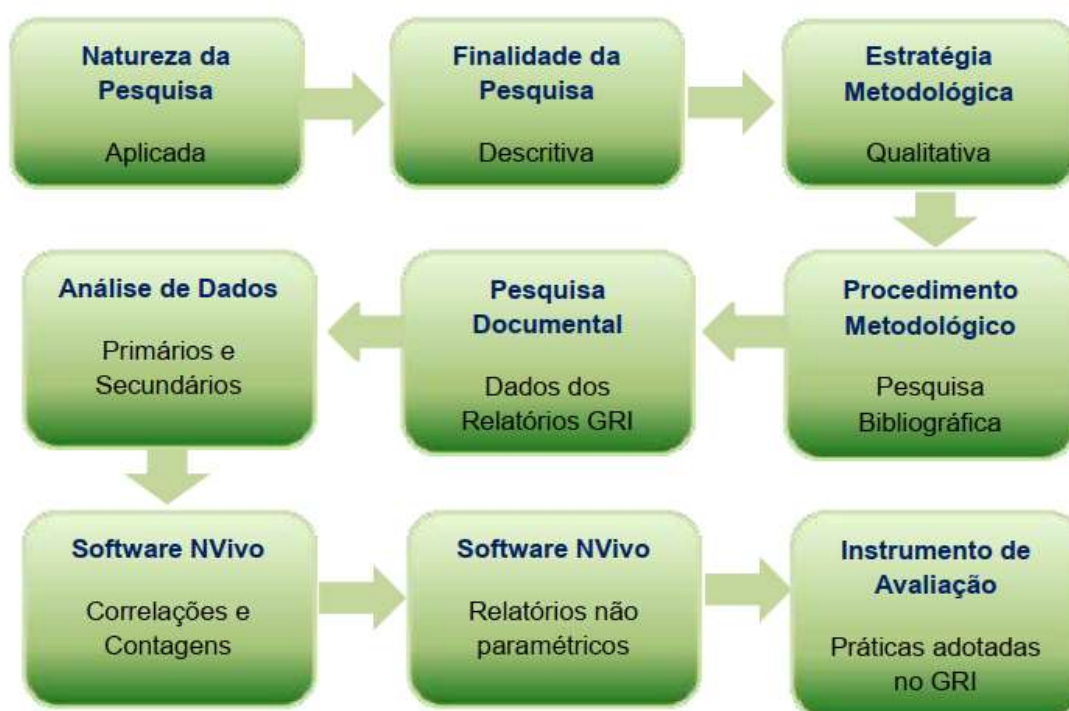 Natureza da
Pesquisa
Aplicada
Finalidade da
Pesquisa
Descritiva
Estratégia
Metodológica
Qualitativa
Procedimento
Metodológico
Pesquisa
Bibliográfica
Pesquisa
Documental
Dados dos
Relatórios GRI
Análise de Dados
Primários e
Secundários
Software NVivo
Correlações e
Contagens
Software NVivo
Relatórios não
paramétricos
Instrumento de
Avaliação
Práticas adotadas
no GRI